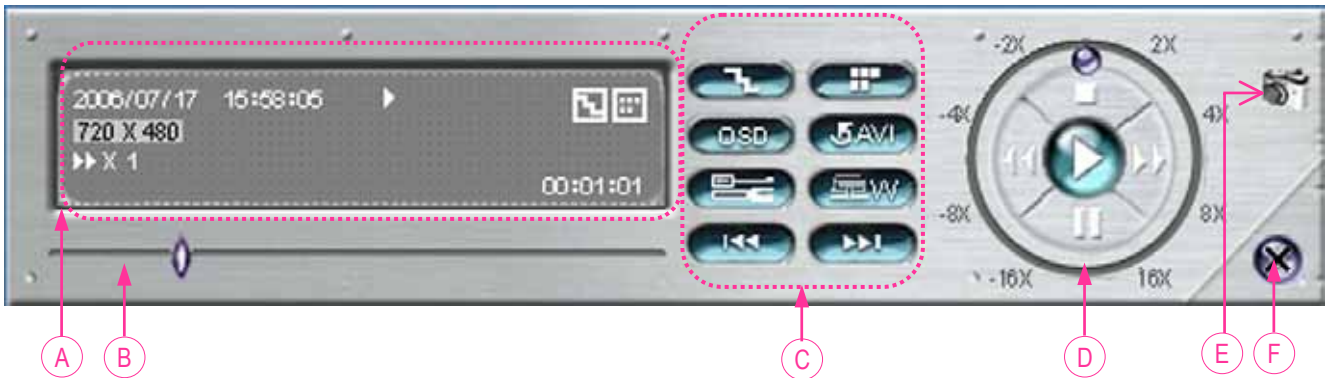 2006/07/17 15:58:05
720 X 480
X 1
00:01:01
OSD
AVI
W
-2X 2X
-4X 4X
-8X 8X
-16X 16X
A B C D E F